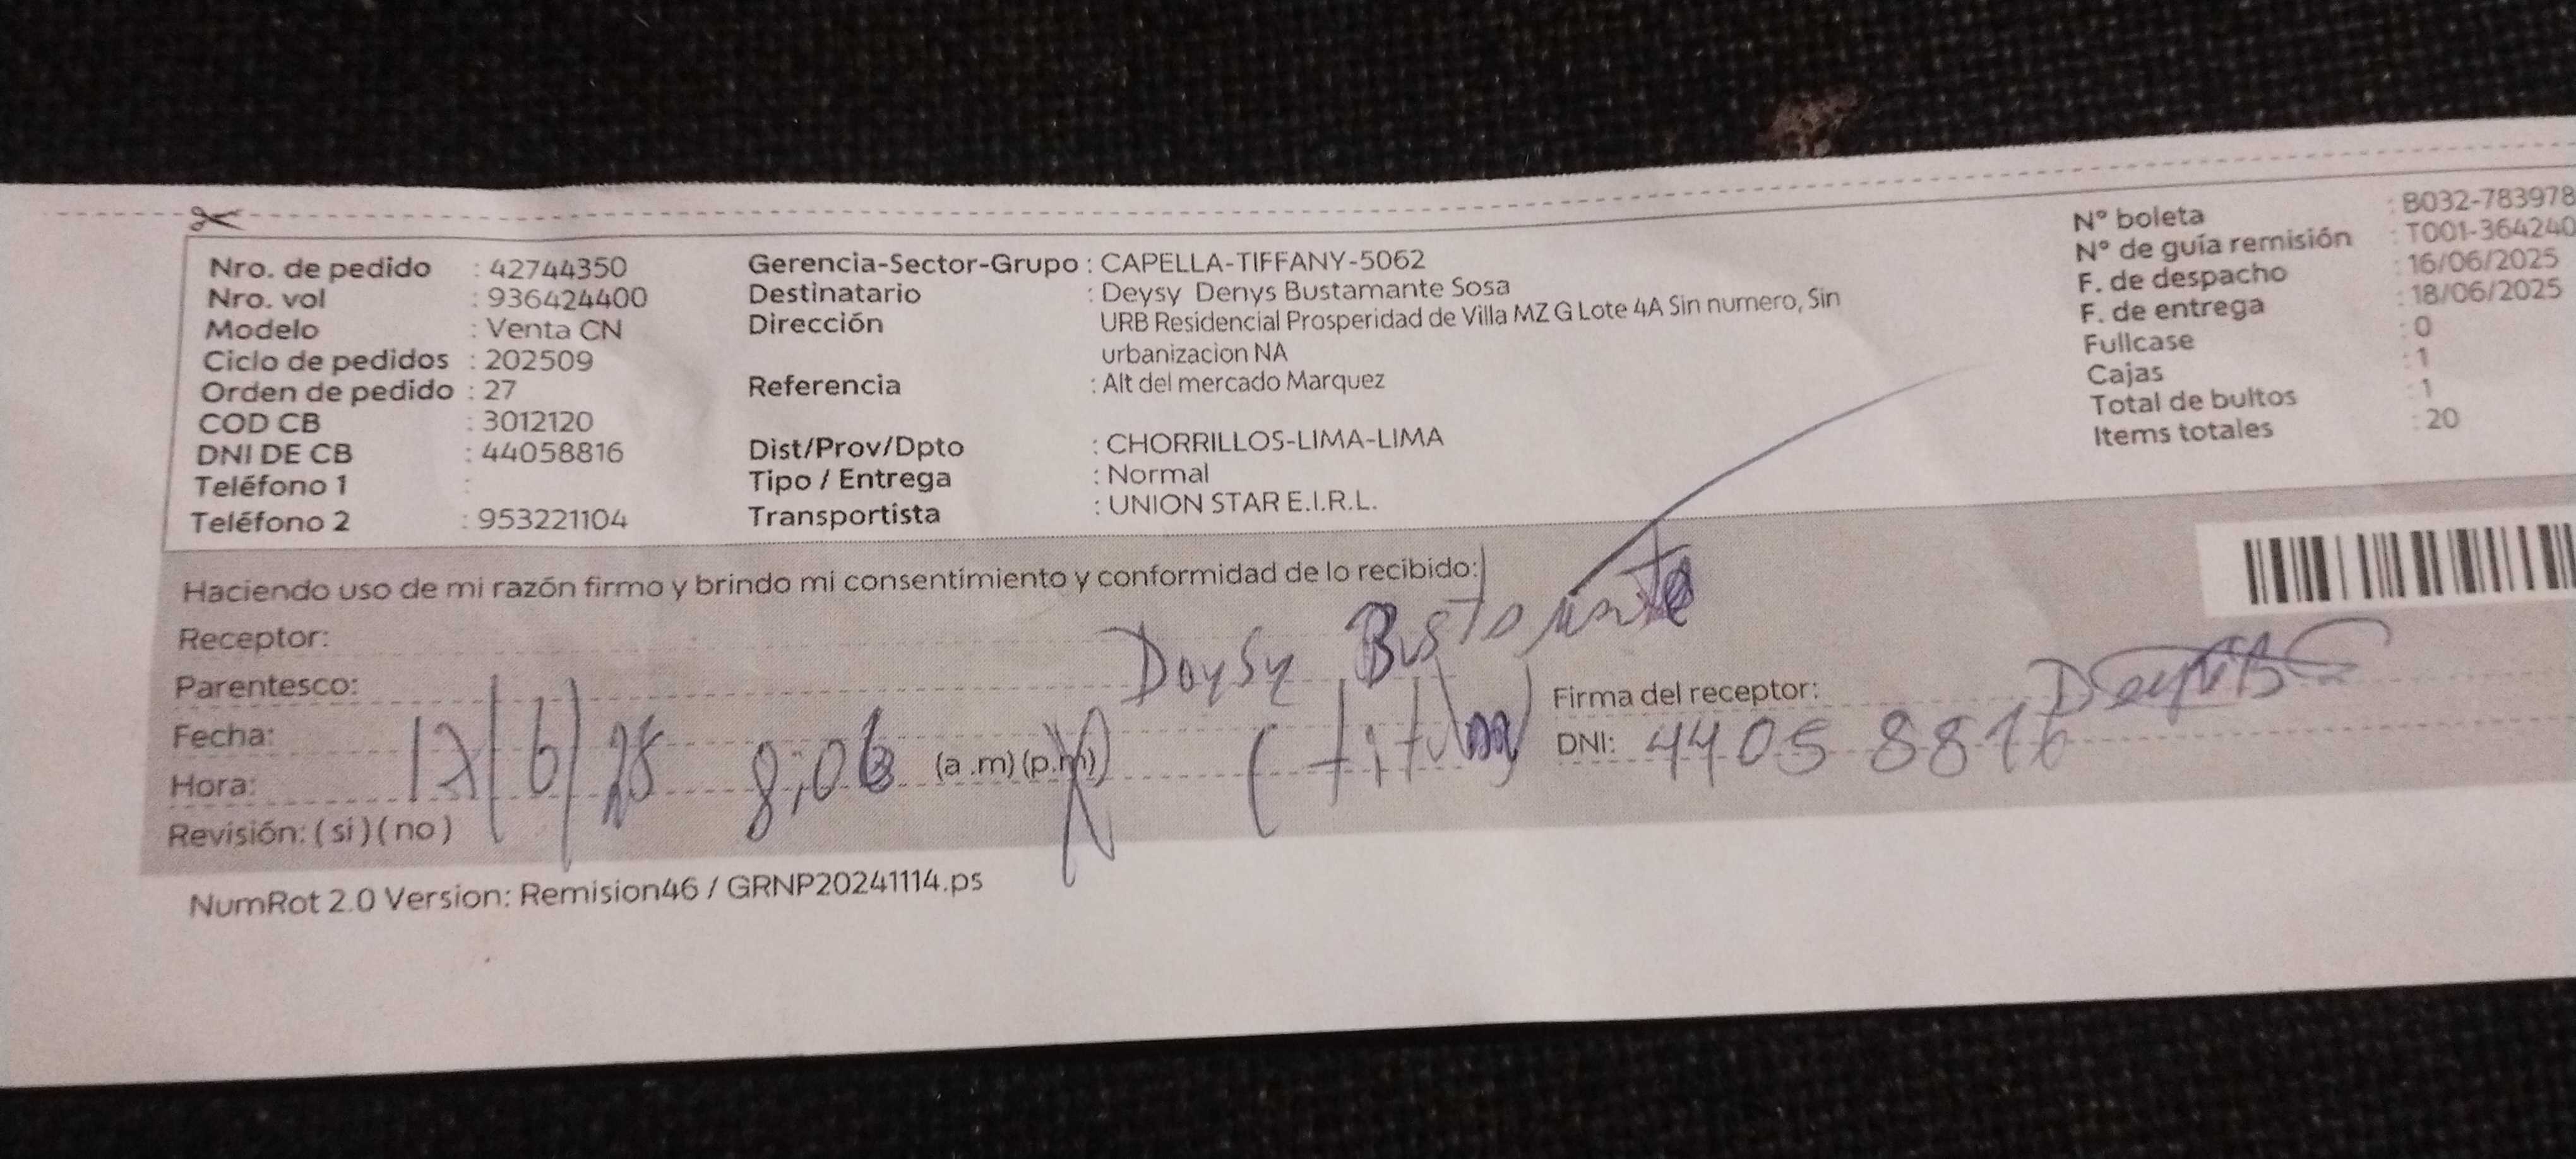 Nro. de pedido : 42744350
Nro. vol : 936424400
Modelo : Venta CN
Ciclo de pedidos : 202509
Orden de pedido : 27
COD CB : 3012120
DNI DE CB : 44058816
Teléfono 1 :
Teléfono 2 : 953221104
Gerencia-Sector-Grupo : CAPELLA-TIFFANY-5062
Destinatario : Deysy Denys Bustamante Sosa
Dirección URB Residencial Prosperidad de Villa MZ G Lote 4A Sin numero, Sin
urbanizacion NA
Referencia : Alt del mercado Marquez
Dist/Prov/Dpto : CHORRILLOS-LIMA-LIMA
Tipo / Entrega : Normal
Transportista : UNION STAR E.I.R.L.
N° boleta : B032-783978
N° de guía remisión : T001-364240
F. de despacho : 16/06/2025
F. de entrega : 18/06/2025
Fullcase : 0
Cajas : 1
Total de bultos : 1
Items totales : 20
Haciendo uso de mi razón firmo y brindo mi consentimiento y conformidad de lo recibido:
Receptor: Deysy Bustamante
Parentesco: (titular)
Fecha:
Hora: (a.m)(p.m)
Revisión: (si)(no)
Firma del receptor:
DNI: 44058816
NumRot 2.0 Version: Remision46 / GRNP20241114.ps